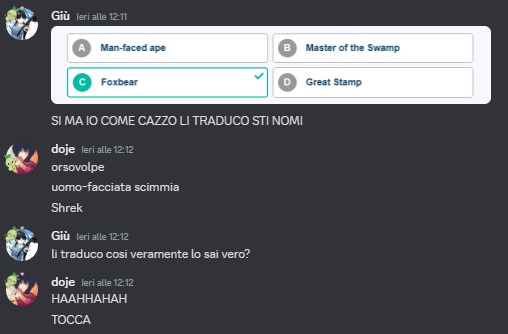 Giù Ieri alle 12:11
A Man-faced ape
B Master of the Swamp
C Foxbear
D Great Stamp
SI MA IO COME CAZZO LI TRADUCO STI NOMI
doje Ieri alle 12:12
orsovolpe
uomo-facciata scimmia
Shrek
Giù Ieri alle 12:12
li traduco cosi veramente lo sai vero?
doje Ieri alle 12:12
HAAHHAHAH
TOCCA